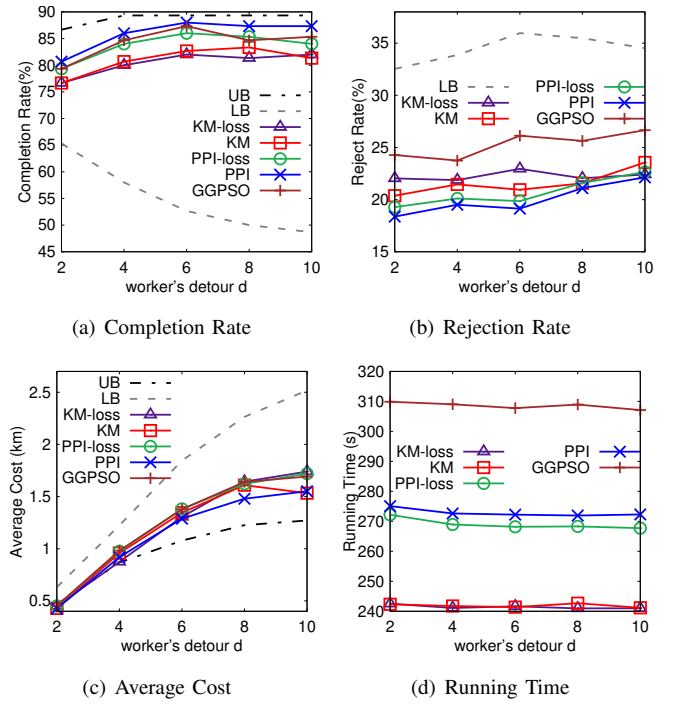 90
85
80
75
70
65
60
55
50
45
Completion Rate(%)
UB
LB
KM-loss
KM
PPI-loss
PPI
GGPSO
2 4 6 8 10
worker's detour d
(a) Completion Rate
35
30
25
20
15
Reject Rate(%)
LB
KM-loss
KM
PPI-loss
PPI
GGPSO
2 4 6 8 10
worker's detour d
(b) Rejection Rate
2.5
2
1.5
1
0.5
Average Cost (km)
UB
LB
KM-loss
KM
PPI-loss
PPI
GGPSO
2 4 6 8 10
worker's detour d
(c) Average Cost
320
310
300
290
280
270
260
250
240
Running Time (s)
KM-loss
KM
PPI-loss
PPI
GGPSO
2 4 6 8 10
worker's detour d
(d) Running Time